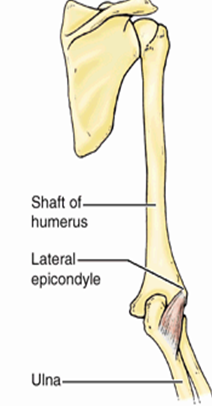 Shaft of
humerus
Lateral
epicondyle
Ulna